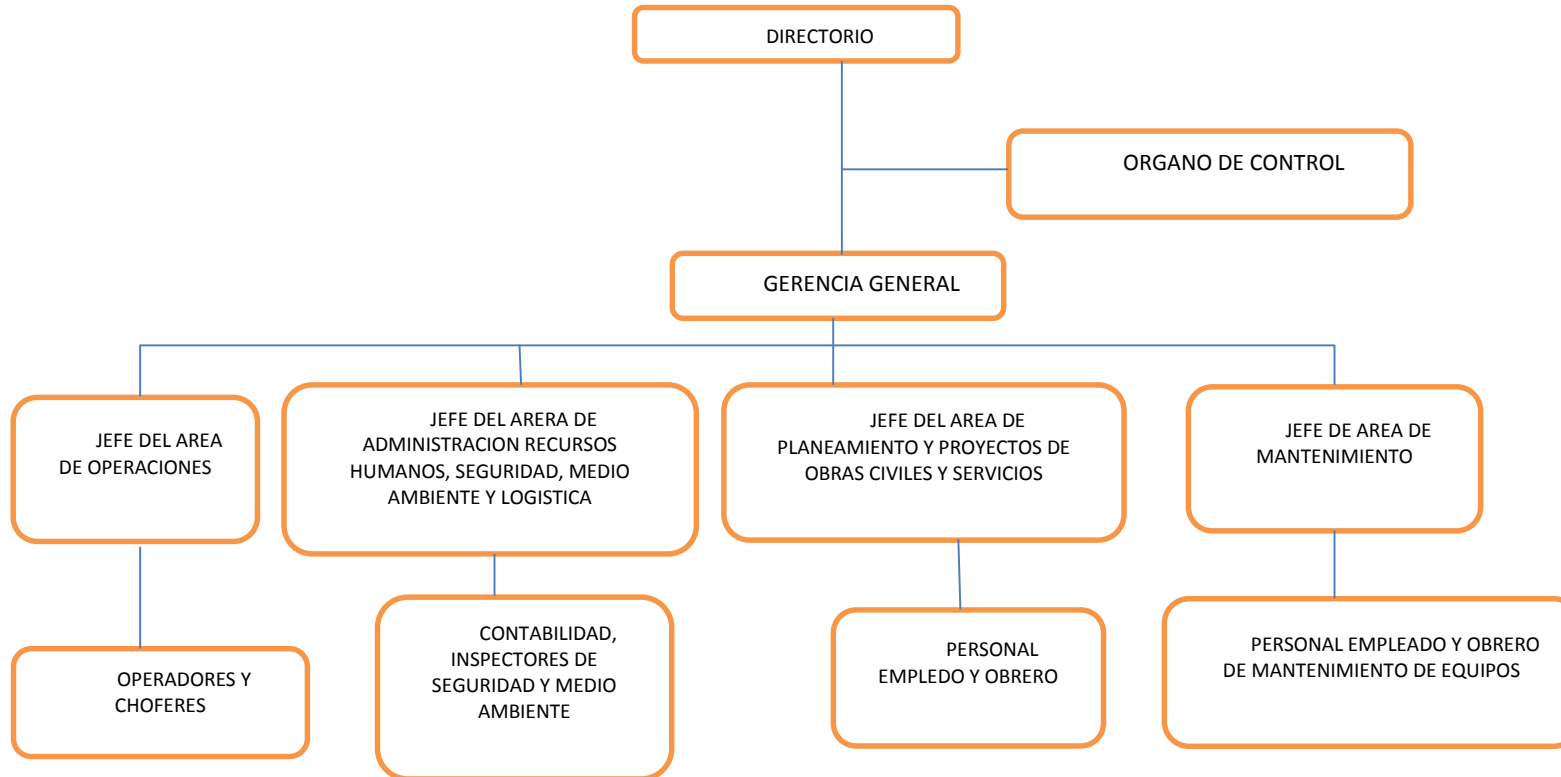 DIRECTORIO
ORGANO DE CONTROL
GERENCIA GENERAL
JEFE DEL AREA
DE OPERACIONES
JEFE DEL ARERA DE
ADMINISTRACION RECURSOS
HUMANOS, SEGURIDAD, MEDIO
AMBIENTE Y LOGISTICA
JEFE DEL AREA DE
PLANEAMIENTO Y PROYECTOS DE
OBRAS CIVILES Y SERVICIOS
JEFE DE AREA DE
MANTENIMIENTO
OPERADORES Y
CHOFERES
CONTABILIDAD,
INSPECTORES DE
SEGURIDAD Y MEDIO
AMBIENTE
PERSONAL
EMPLEDO Y OBRERO
PERSONAL EMPLEADO Y OBRERO
DE MANTENIMIENTO DE EQUIPOS